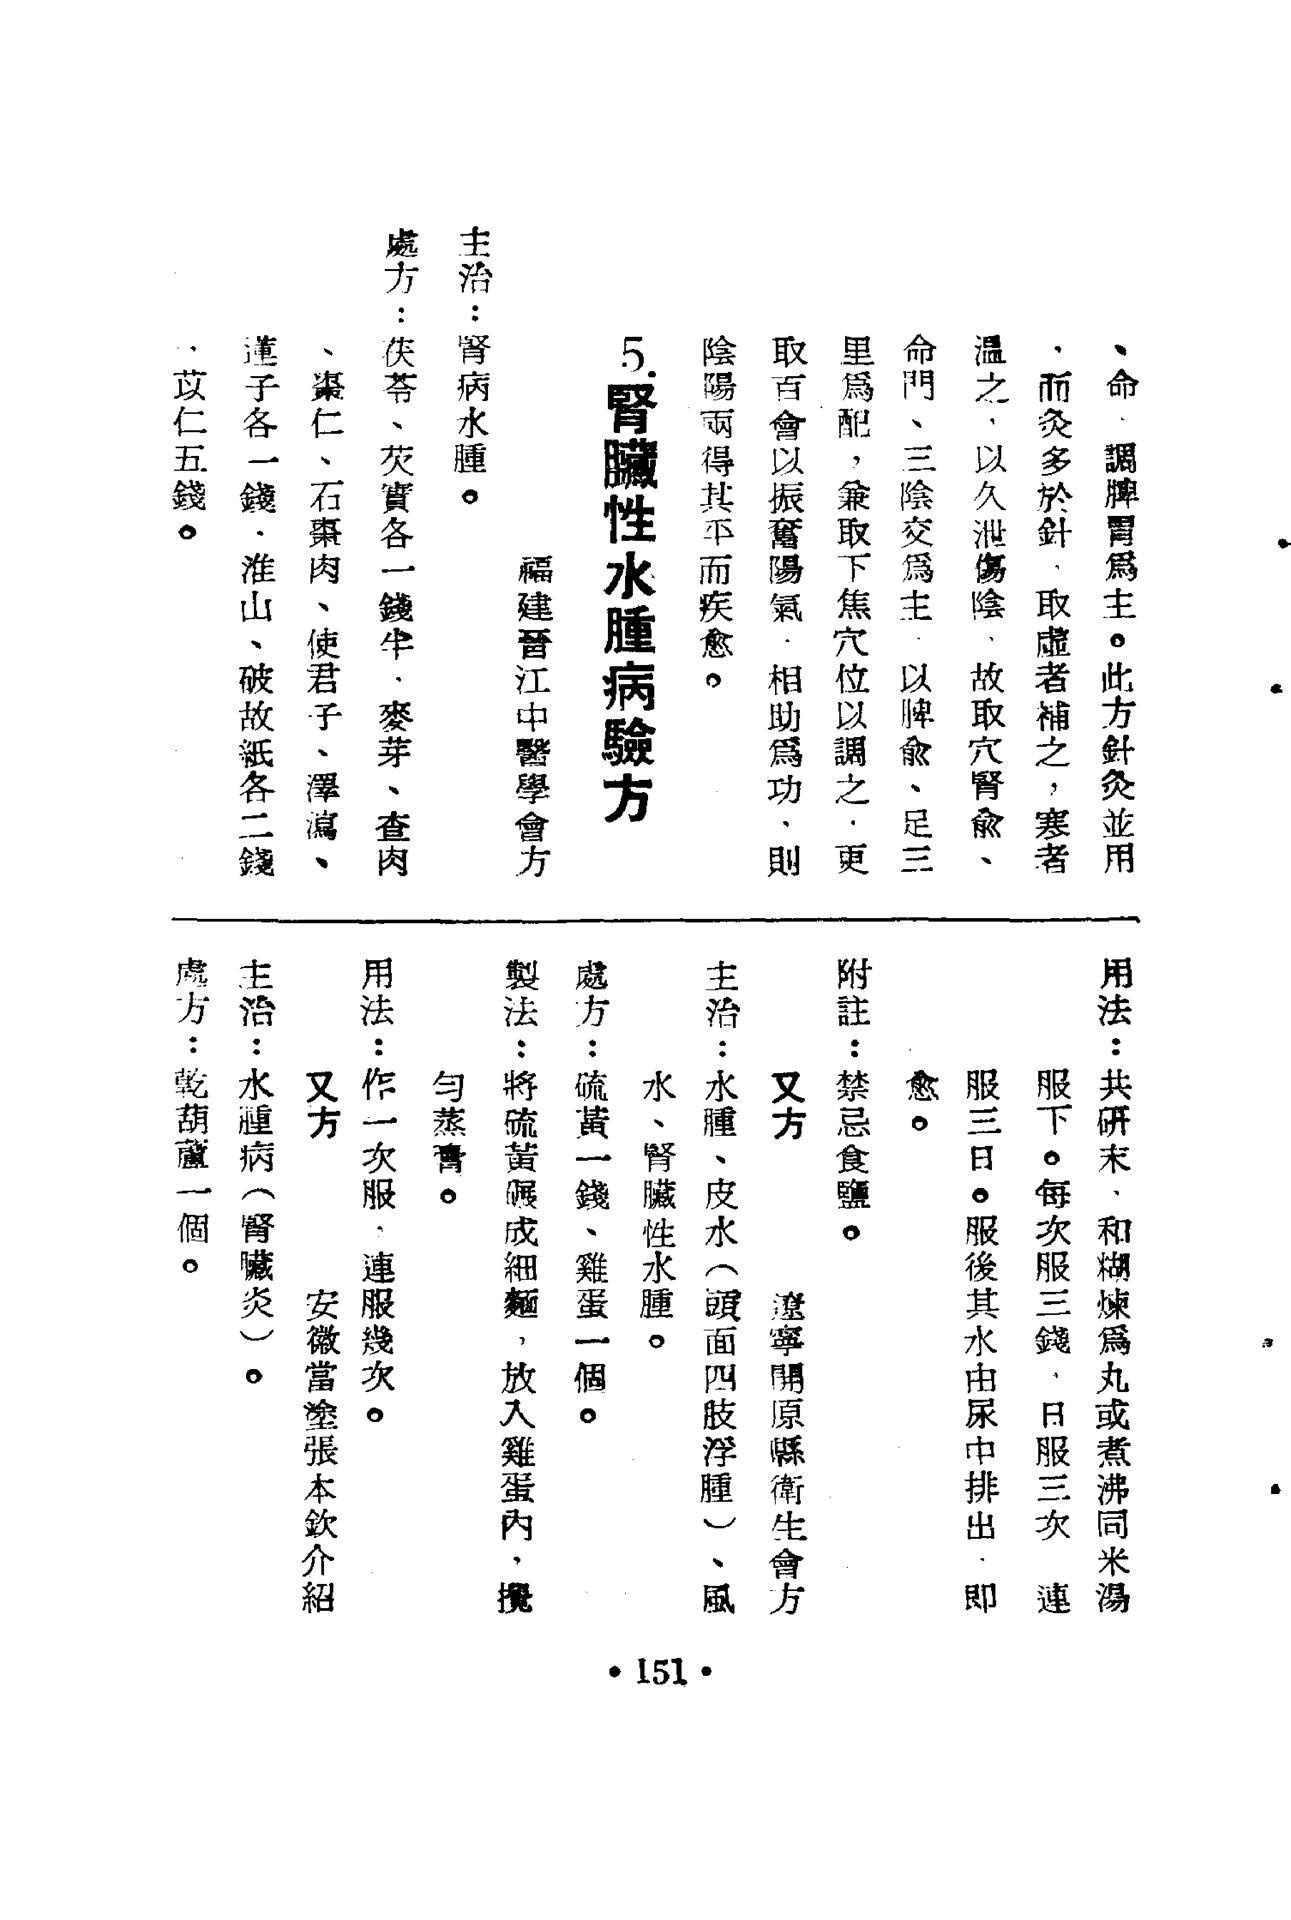 、命、調脾胃爲主。此方針灸並用
，而灸多於針，取虛者補之，寒者
溫之，以久泄傷陰，故取穴腎兪、
命門、三陰交爲主，以脾兪、足三
里爲配，兼取下焦穴位以調之，更
取百會以振奮陽氣，相助爲功，則
陰陽兩得其平而疾愈。
5.腎臟性水腫病驗方
福建晉江中醫學會方
主治：腎病水腫。
處方：茯苓、芡實各一錢半，麥芽、查肉
、棗仁、石棗肉、使君子、澤瀉、
蓮子各一錢，淮山、破故紙各二錢
，苡仁五錢。
用法：共研末，和糊煉爲丸或煮沸同米湯
服下。每次服三錢，日服三次　連
服三日。服後其水由尿中排出，即
愈。
附註：禁忌食鹽。
又方　遼寧開原縣衛生會方
主治：水腫、皮水（頭面四肢浮腫）、風
水、腎臟性水腫。
處方：硫黃一錢、雞蛋一個。
製法：將硫黃碾成細麵，放入雞蛋內，攪
勻蒸膏。
用法：作一次服，連服幾次。
又方　安徽當塗張本欽介紹
主治：水腫病（腎臟炎）。
處方：乾葫蘆一個。
•151•